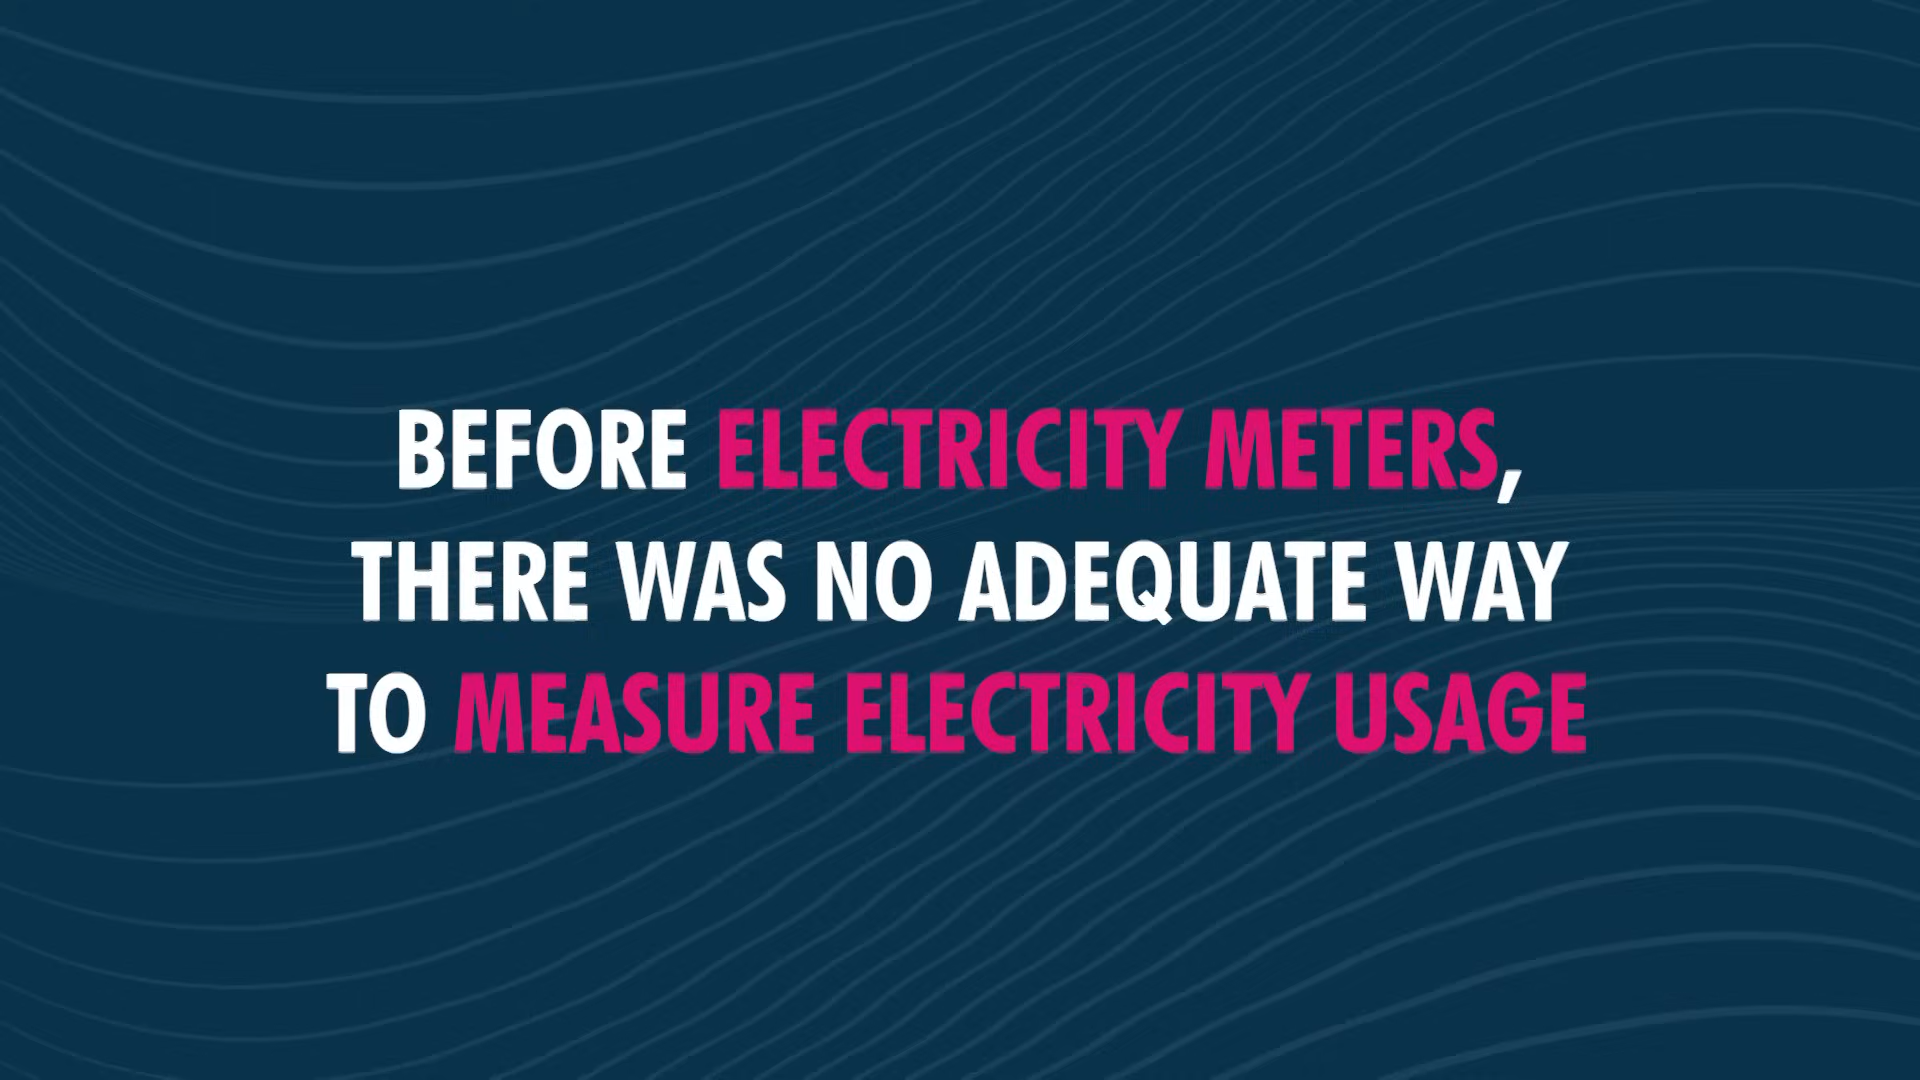 BEFORE ELECTRICITY METERS,
THERE WAS NO ADEQUATE WAY
TO MEASURE ELECTRICITY USAGE